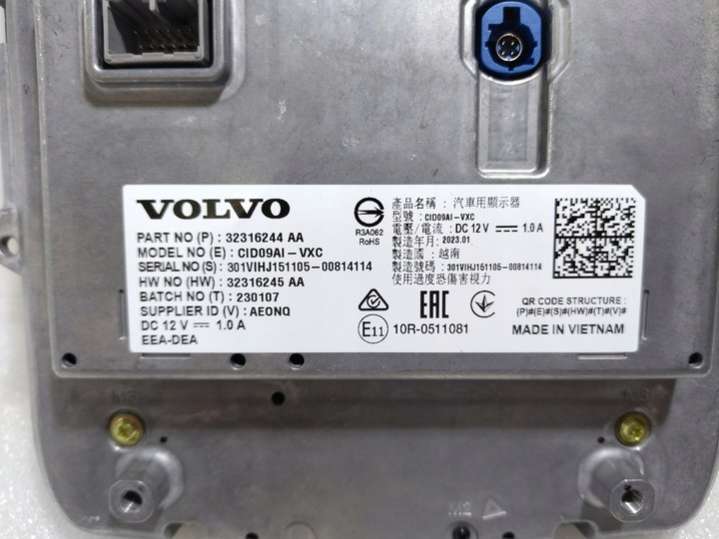 VOLVO
PART NO (P) : 32316244 AA
MODEL NO (E) : CID09AI-VXC
SERIAL NO (S) : 301VIHJ151105-00814114
HW NO (HW) : 32316245 AA
BATCH NO (T) : 230107
SUPPLIER ID (V) : AEONQ
DC 12 V ⎓ 1.0 A
EEA-DEA
R3A062
RoHS
產品名稱 : 汽車用顯示器
型號 : CID09AI-VXC
電壓/電流 : DC 12 V ⎓ 1.0 A
製造年月 : 2023.01
製造國 : 越南
製造號碼 : 301VIHJ151105-00814114
使用過度恐傷害視力
EAC
E11 10R-0511081
QR CODE STRUCTURE :
(P)#(E)#(S)#(HW)#(T)#(V)#
MADE IN VIETNAM